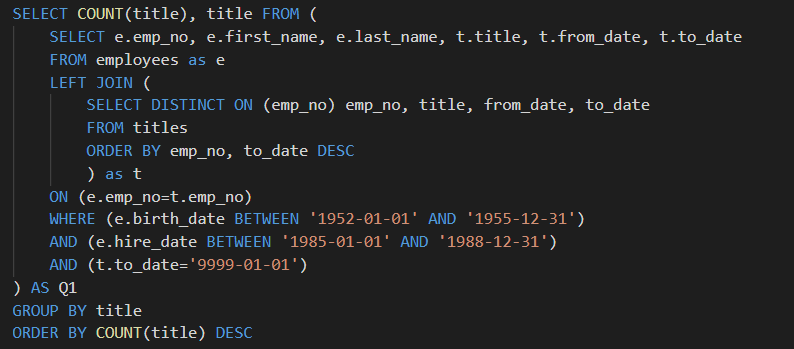 SELECT COUNT(title), title FROM (
SELECT e.emp_no, e.first_name, e.last_name, t.title, t.from_date, t.to_date
FROM employees as e
LEFT JOIN (
SELECT DISTINCT ON (emp_no) emp_no, title, from_date, to_date
FROM titles
ORDER BY emp_no, to_date DESC
) as t
ON (e.emp_no=t.emp_no)
WHERE (e.birth_date BETWEEN '1952-01-01' AND '1955-12-31')
AND (e.hire_date BETWEEN '1985-01-01' AND '1988-12-31')
AND (t.to_date='9999-01-01')
) AS Q1
GROUP BY title
ORDER BY COUNT(title) DESC